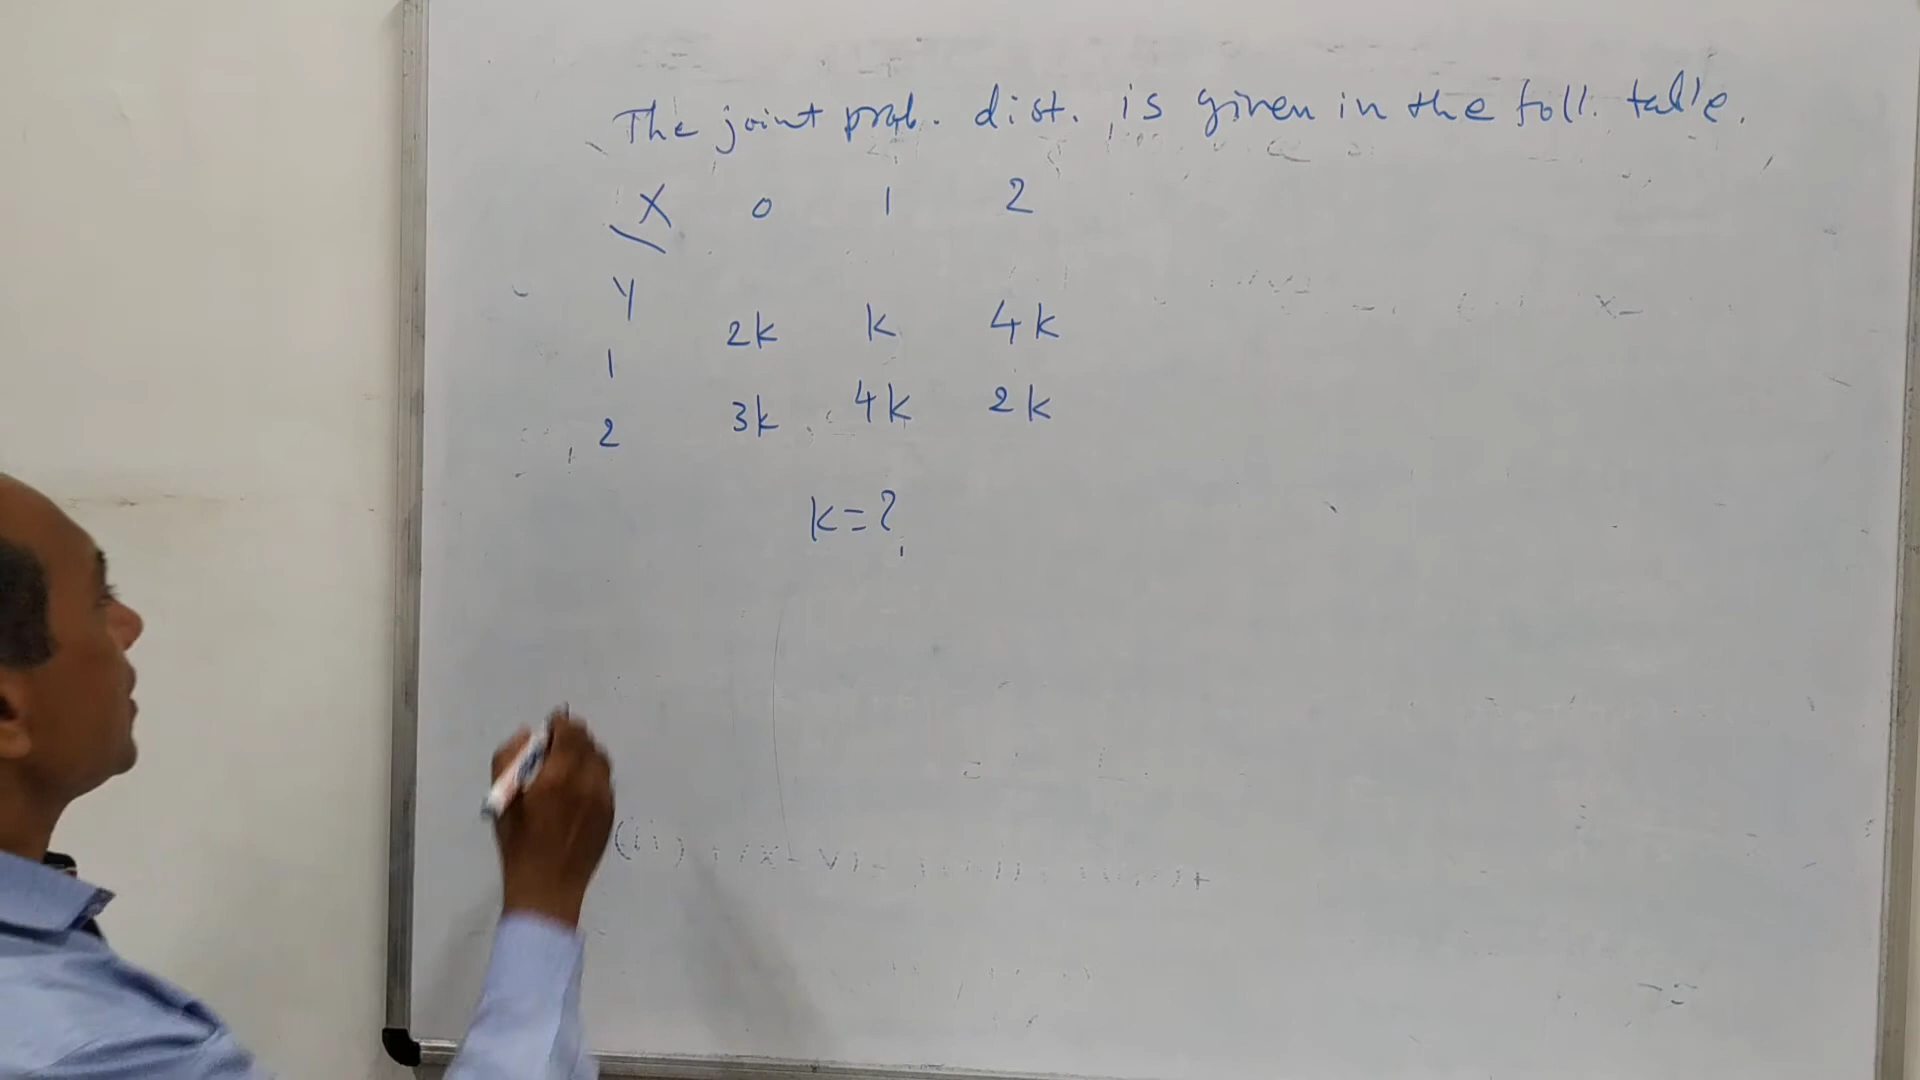 The joint prob. dist. is given in the foll. table.
X 0 1 2
Y
2k k 4k
1
3k 4k 2k
2
k=?